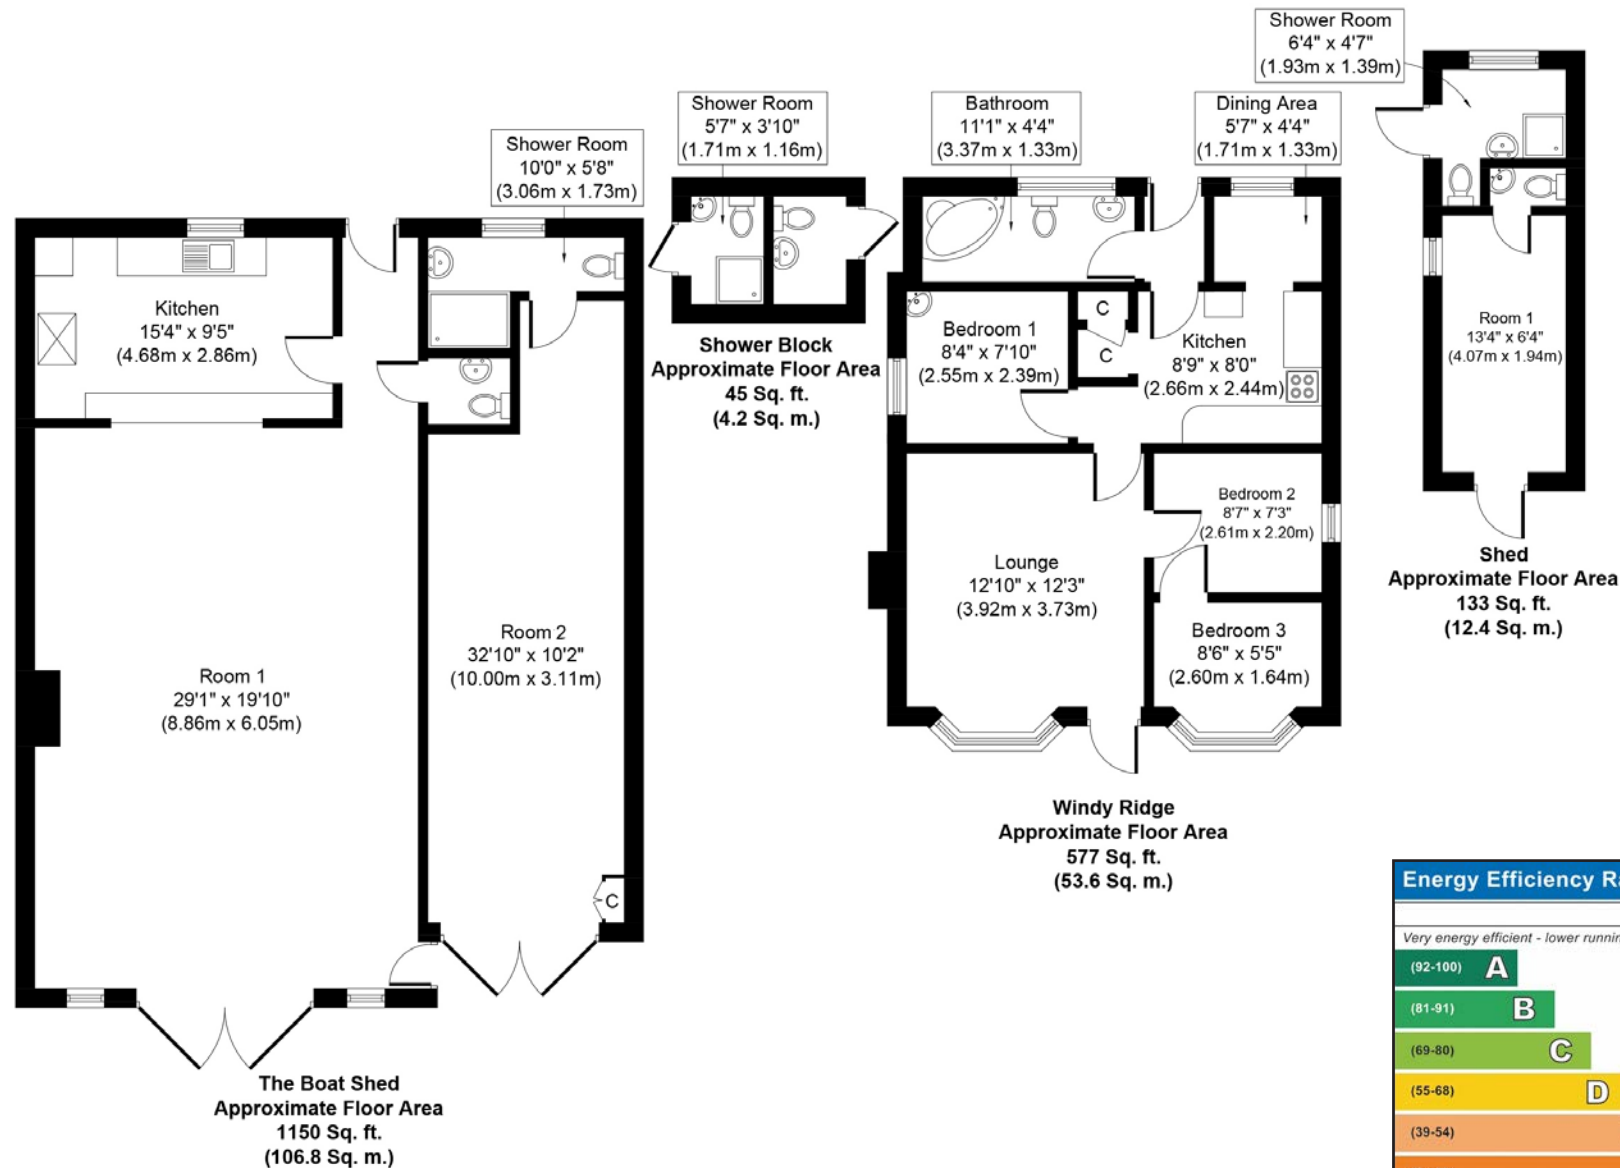 Shower Room
10'0" x 5'8"
(3.06m x 1.73m)
Kitchen
15'4" x 9'5"
(4.68m x 2.86m)
Room 1
29'1" x 19'10"
(8.86m x 6.05m)
Room 2
32'10" x 10'2"
(10.00m x 3.11m)
C
The Boat Shed
Approximate Floor Area
1150 Sq. ft.
(106.8 Sq. m.)
Shower Room
5'7" x 3'10"
(1.71m x 1.16m)
Shower Block
Approximate Floor Area
45 Sq. ft.
(4.2 Sq. m.)
Bathroom
11'1" x 4'4"
(3.37m x 1.33m)
Dining Area
5'7" x 4'4"
(1.71m x 1.33m)
Bedroom 1
8'4" x 7'10"
(2.55m x 2.39m)
C
C
Kitchen
8'9" x 8'0"
(2.66m x 2.44m)
Lounge
12'10" x 12'3"
(3.92m x 3.73m)
Bedroom 2
8'7" x 7'3"
(2.61m x 2.20m)
Bedroom 3
8'6" x 5'5"
(2.60m x 1.64m)
Windy Ridge
Approximate Floor Area
577 Sq. ft.
(53.6 Sq. m.)
Shower Room
6'4" x 4'7"
(1.93m x 1.39m)
Room 1
13'4" x 6'4"
(4.07m x 1.94m)
Shed
Approximate Floor Area
133 Sq. ft.
(12.4 Sq. m.)
Energy Efficiency
Very energy efficient - lower
(92-100) A
(81-91) B
(69-80) C
(55-68) D
(39-54)